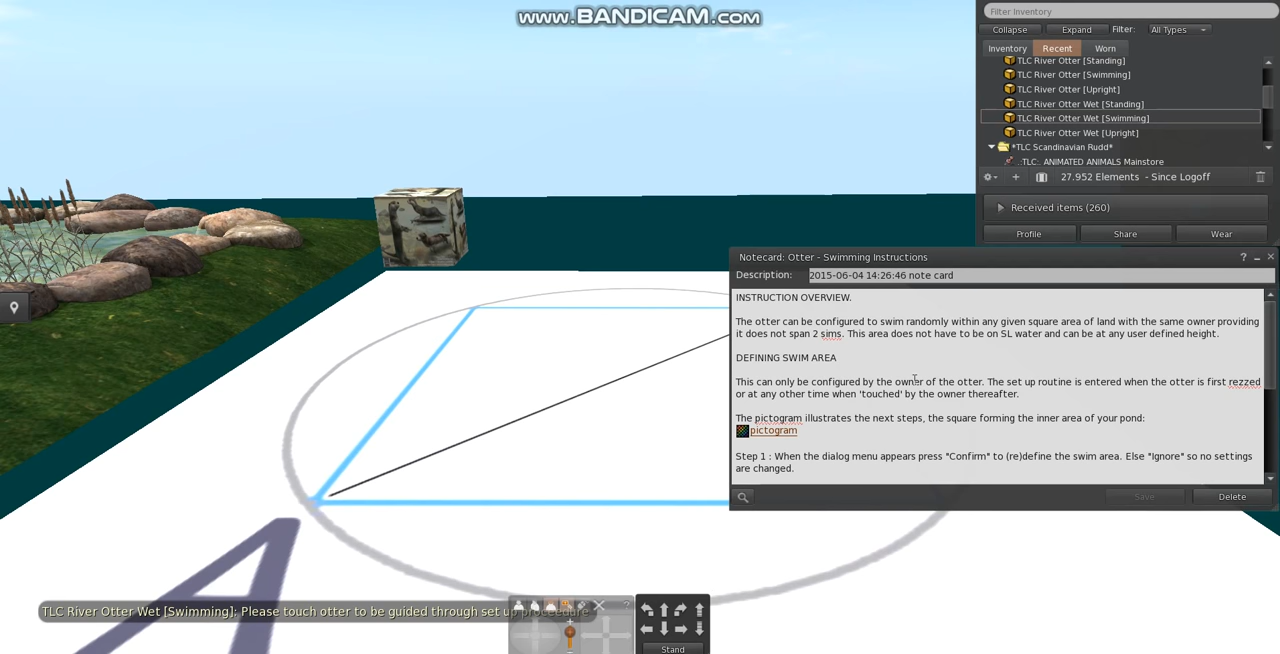 www.BANDICAM.com
Filter Inventory
Collapse Expand Filter: All Types
Inventory Recent Worn
TLC River Otter [Standing]
TLC River Otter [Swimming]
TLC River Otter [Upright]
TLC River Otter Wet [Standing]
TLC River Otter Wet [Swimming]
TLC River Otter Wet [Upright]
*TLC Scandinavian Rudd*
.:TLC:. ANIMATED ANIMALS Mainstore
27.952 Elements - Since Logoff
Received items (260)
Profile Share Wear
Notecard: Otter - Swimming Instructions
Description: 2015-06-04 14:26:46 note card
INSTRUCTION OVERVIEW.
The otter can be configured to swim randomly within any given square area of land with the same owner providing
it does not span 2 sims. This area does not have to be on SL water and can be at any user defined height.
DEFINING SWIM AREA
This can only be configured by the owner of the otter. The set up routine is entered when the otter is first rezzed
or at any other time when 'touched' by the owner thereafter.
The pictogram illustrates the next steps, the square forming the inner area of your pond:
pictogram
Step 1 : When the dialog menu appears press "Confirm" to (re)define the swim area. Else "Ignore" so no settings
are changed.
Save Delete
A
TLC River Otter Wet [Swimming]: Please touch otter to be guided through set up proceedure
Stand